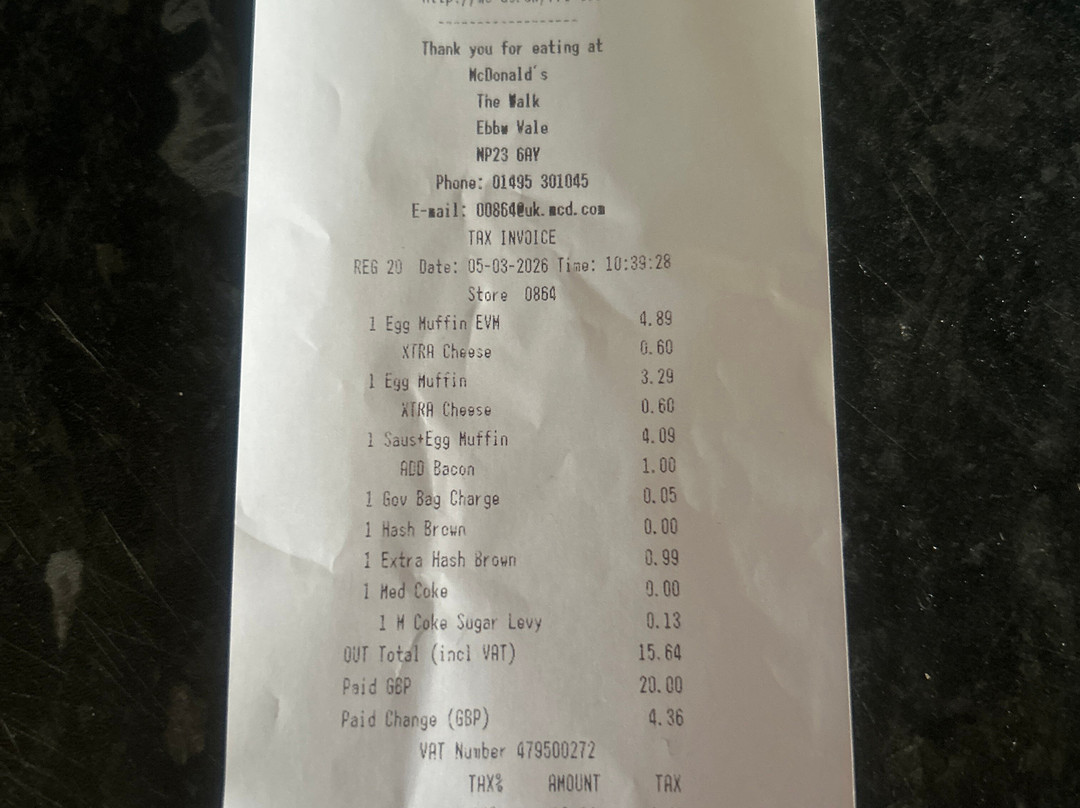 ------------------
Thank you for eating at
McDonald's
The Walk
Ebbw Vale
NP23 6AY
Phone: 01495 301045
E-mail: 00864@uk.mcd.com
TAX INVOICE
REG 20 Date: 05-03-2026 Time: 10:39:28
Store 0864
1 Egg Muffin EVM 4.89
XTRA Cheese 0.60
1 Egg Muffin 3.29
XTRA Cheese 0.60
1 Saus+Egg Muffin 4.09
ADD Bacon 1.00
1 Gov Bag Charge 0.05
1 Hash Brown 0.00
1 Extra Hash Brown 0.99
1 Med Coke 0.00
1 M Coke Sugar Levy 0.13
OUT Total (incl VAT) 15.64
Paid GBP 20.00
Paid Change (GBP) 4.36
VAT Number 479500272
TAX% AMOUNT TAX